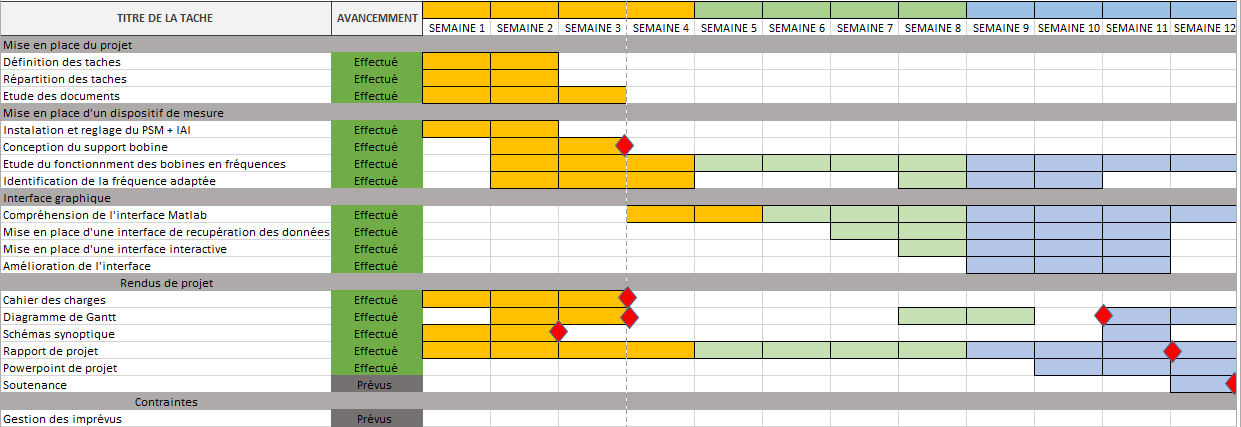 TITRE DE LA TACHE AVANCEMMENT
SEMAINE 1 SEMAINE 2 SEMAINE 3 SEMAINE 4 SEMAINE 5 SEMAINE 6 SEMAINE 7 SEMAINE 8 SEMAINE 9 SEMAINE 10 SEMAINE 11 SEMAINE 12
Mise en place du projet
Définition des taches Effectué
Répartition des taches Effectué
Etude des documents Effectué
Mise en place d'un dispositif de mesure
Instalation et reglage du PSM + IAI Effectué
Conception du support bobine Effectué
Etude du fonctionnment des bobines en fréquences Effectué
Identification de la fréquence adaptée Effectué
Interface graphique
Compréhension de l'interface Matlab Effectué
Mise en place d'une interface de recupération des données Effectué
Mise en place d'une interface interactive Effectué
Amélioration de l'interface Effectué
Rendus de projet
Cahier des charges Effectué
Diagramme de Gantt Effectué
Schémas synoptique Effectué
Rapport de projet Effectué
Powerpoint de projet Effectué
Soutenance Prévus
Contraintes
Gestion des imprévus Prévus